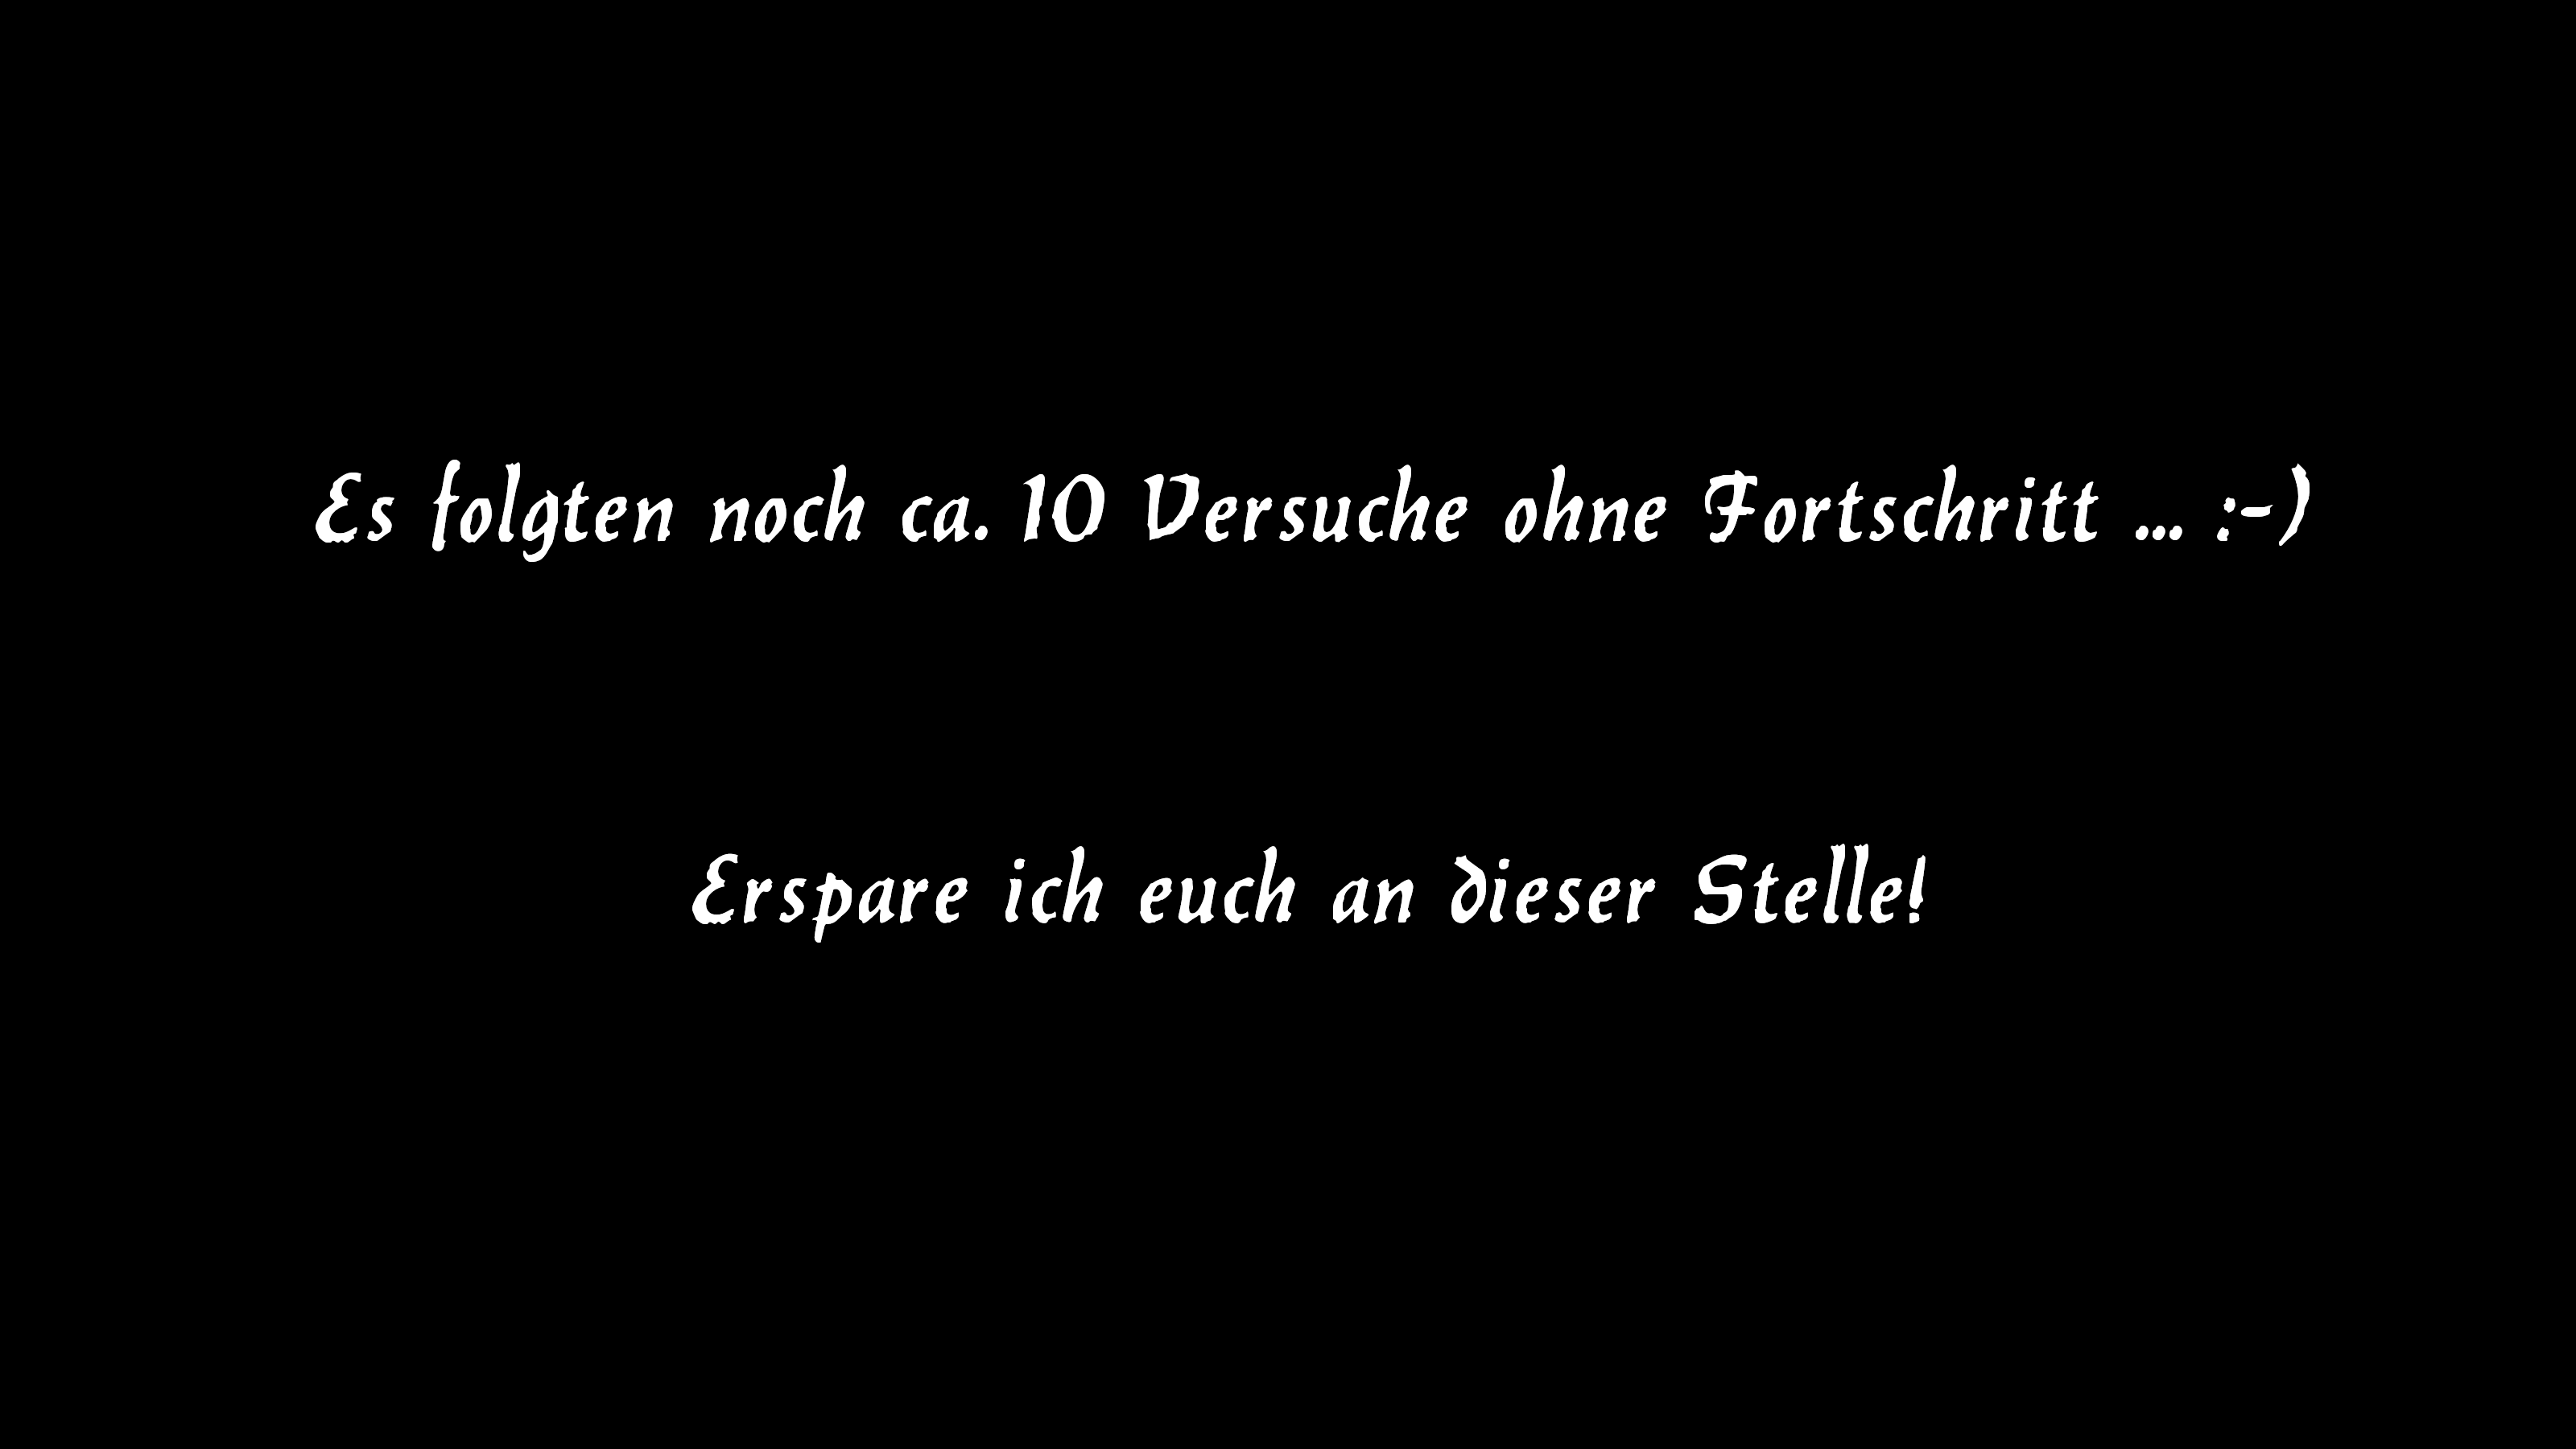 Es folgten noch ca. 10 Versuche ohne Fortschritt ... :-)
Erspare ich euch an dieser Stelle!